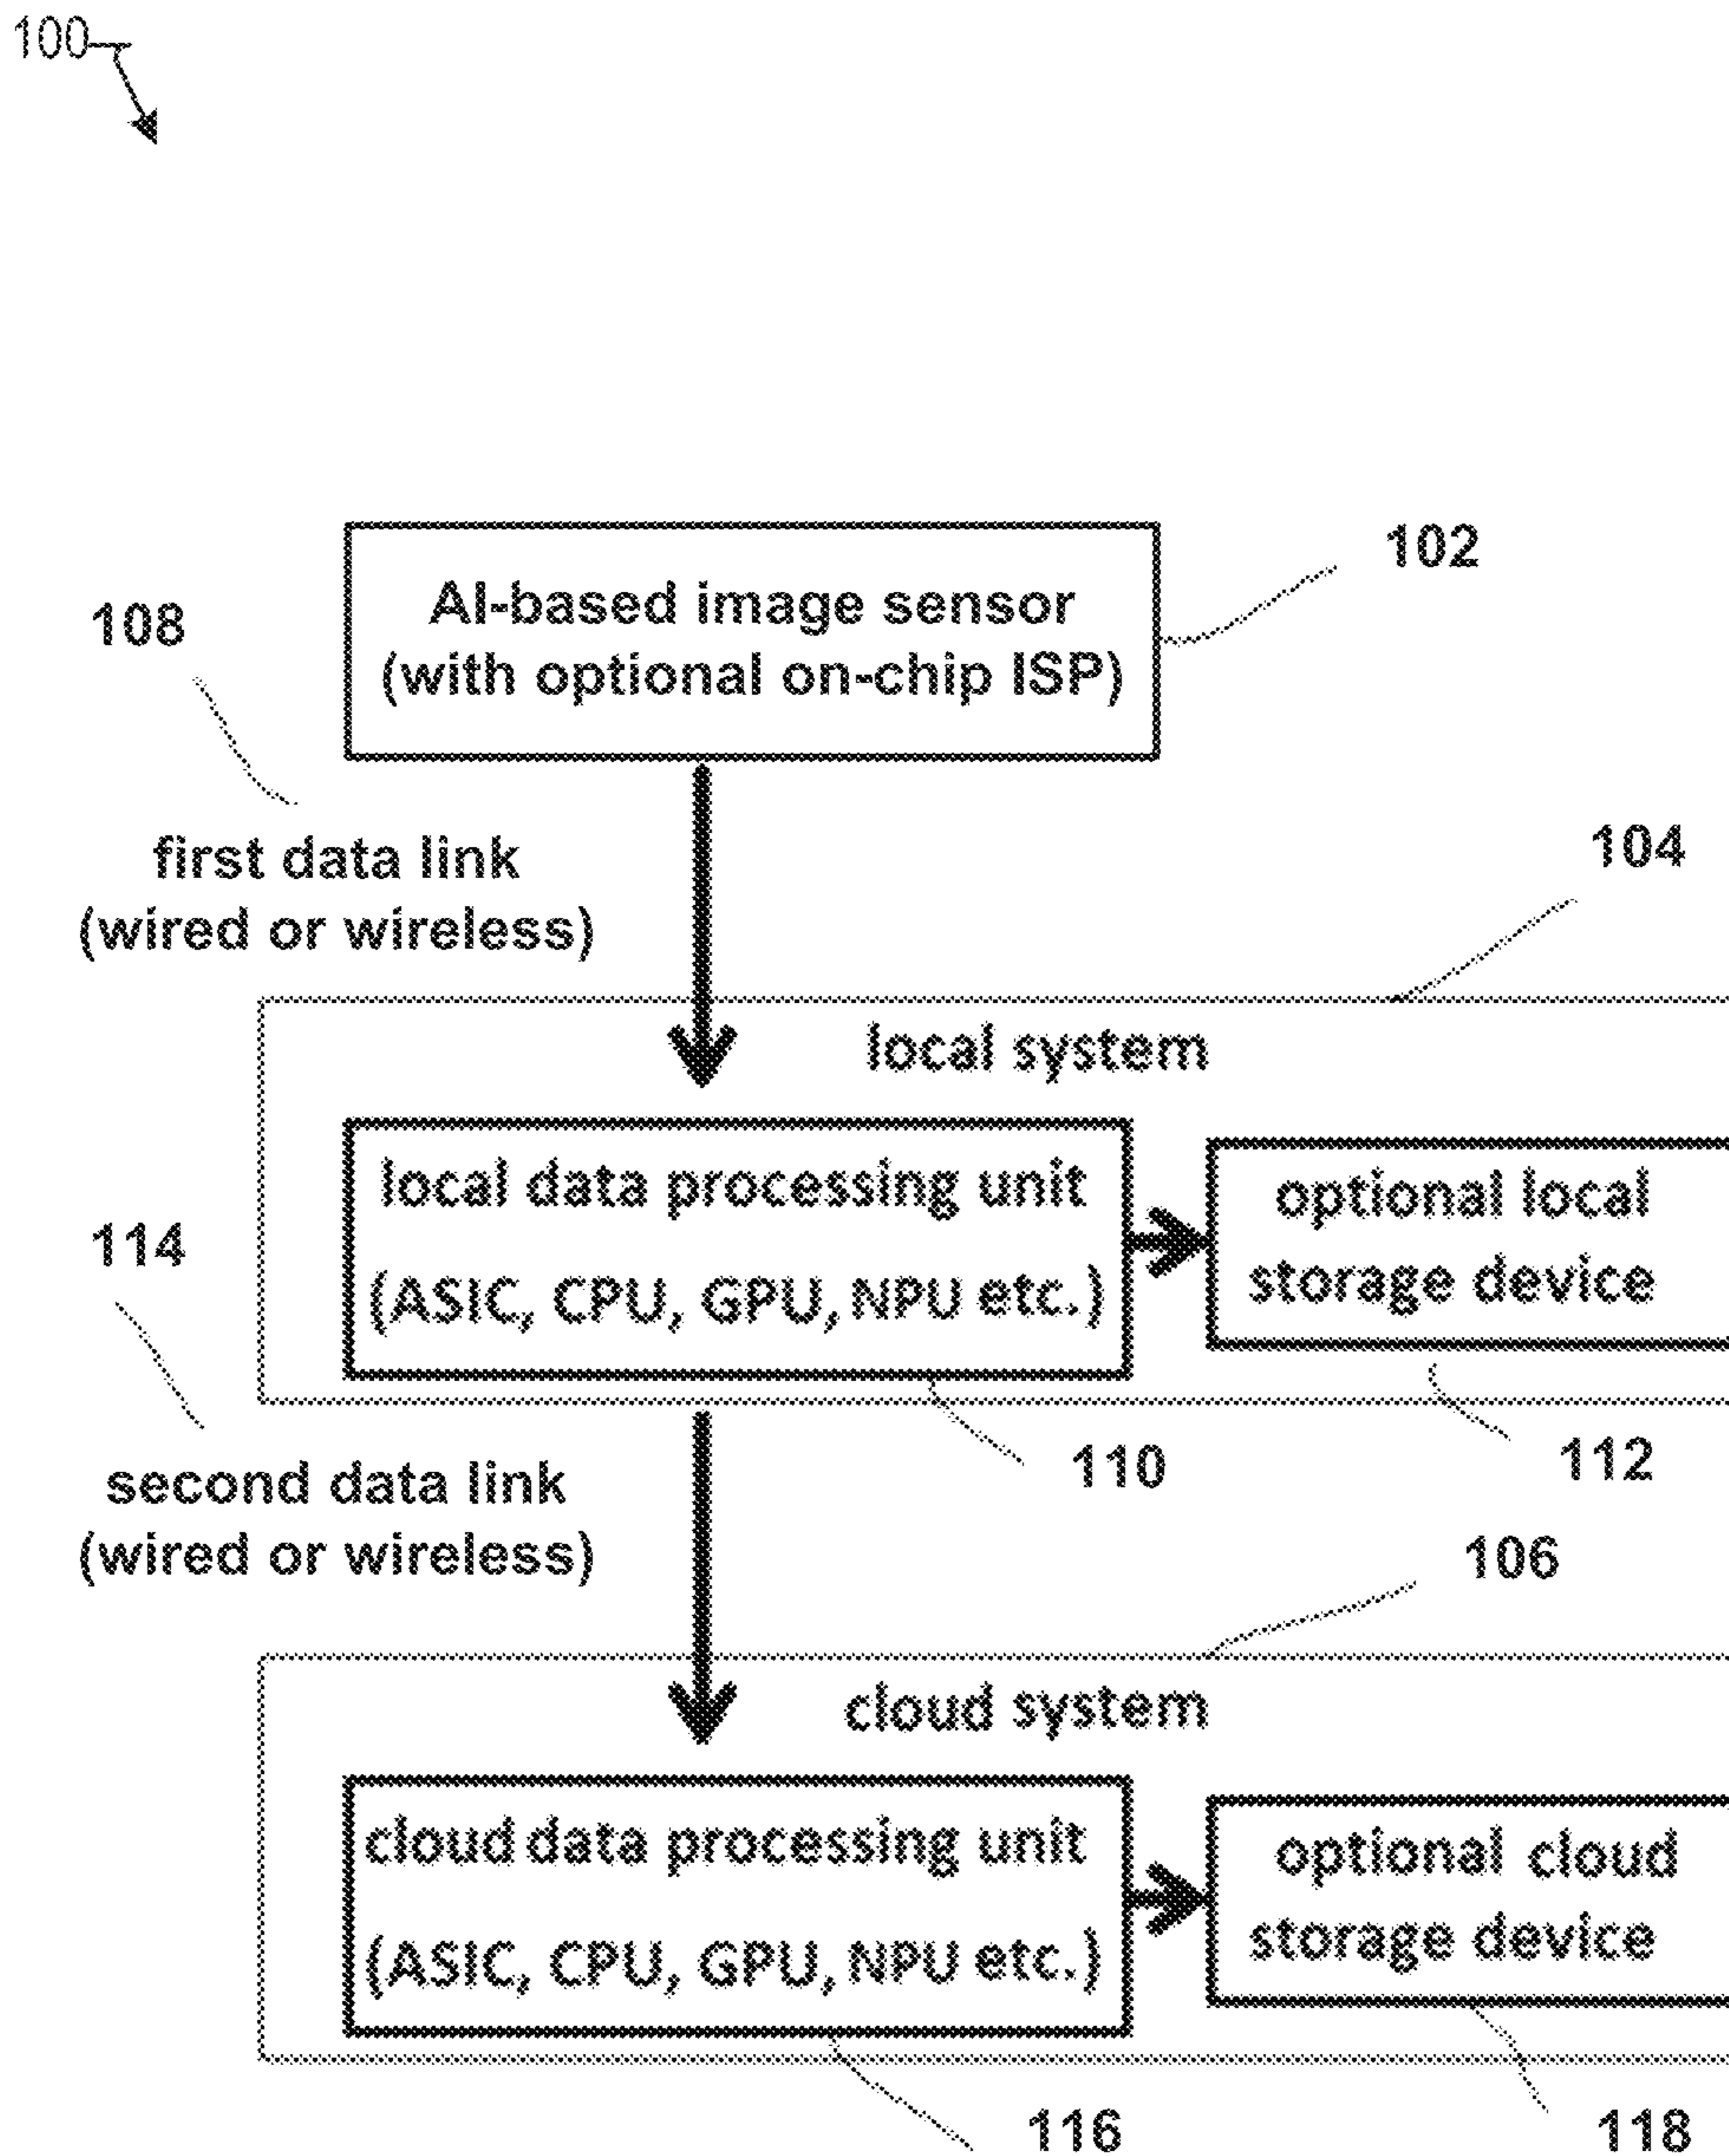 100
AI-based image sensor
(with optional on-chip ISP)
102
108
first data link
(wired or wireless)
104
local system
local data processing unit
(ASIC, CPU, GPU, NPU etc.)
optional local
storage device
114
110
112
second data link
(wired or wireless)
106
cloud system
cloud data processing unit
(ASIC, CPU, GPU, NPU etc.)
optional cloud
storage device
116
118